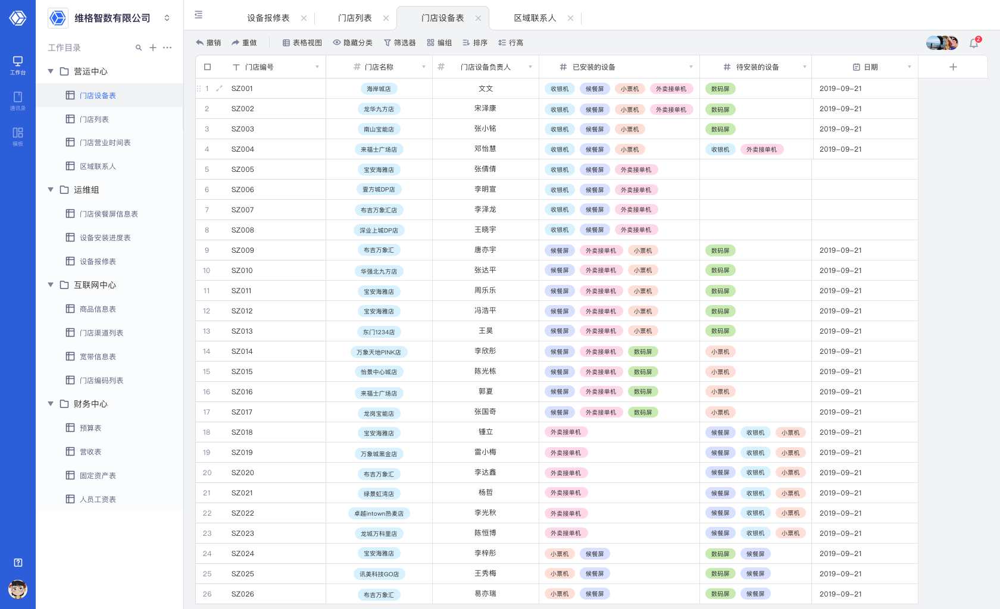 维格智数有限公司
工作目录
工作台
通讯录
模板
营运中心
门店设备表
门店列表
门店营业时间表
区域联系人
运维组
门店侯餐屏信息表
设备安装进度表
设备报修表
互联网中心
商品信息表
门店渠道列表
宽带信息表
门店编码列表
财务中心
预算表
营收表
固定资产表
人员工资表
设备报修表 门店列表 门店设备表 区域联系人
撤销 重做 表格视图 隐藏分类 筛选器 编组 排序 行高 2
门店编号 门店名称 门店设备负责人 已安装的设备 待安装的设备 日期
1 SZ001 海岸城店 文文 收银机 候餐屏 小票机 外卖接单机 数码屏 2019-09-21
2 SZ002 龙华九方店 宋泽康 收银机 候餐屏 小票机 外卖接单机 数码屏 2019-09-21
3 SZ003 南山宝能店 张小铭 收银机 候餐屏 小票机 数码屏 2019-09-21
4 SZ004 来福士广场店 邓怡慧 收银机 候餐屏 小票机 收银机 外卖接单机 2019-09-21
5 SZ005 宝安海雅店 张倩倩 收银机 候餐屏 外卖接单机
6 SZ006 壹方城DP店 李明宣 收银机 候餐屏 外卖接单机
7 SZ007 布吉万象汇店 李泽龙 收银机 候餐屏 外卖接单机
8 SZ008 深业上城DP店 王晓宇 收银机 候餐屏 外卖接单机
9 SZ009 布吉万象汇 唐亦宇 候餐屏 外卖接单机 小票机 数码屏 2019-09-21
10 SZ010 华强北九方店 张达平 候餐屏 外卖接单机 小票机 数码屏 2019-09-21
11 SZ011 宝安海雅店 周乐乐 候餐屏 外卖接单机 小票机 数码屏 2019-09-21
12 SZ012 宝安海雅店 冯浩平 候餐屏 外卖接单机 小票机 数码屏 2019-09-21
13 SZ013 东门1234店 王昊 候餐屏 外卖接单机 小票机 数码屏 2019-09-21
14 SZ014 万象天地PINK店 李欣彤 候餐屏 外卖接单机 数码屏 小票机 2019-09-21
15 SZ015 怡景中心城店 陈光栋 候餐屏 外卖接单机 数码屏 小票机 2019-09-21
16 SZ016 来福士广场店 郭夏 候餐屏 外卖接单机 数码屏 小票机 2019-09-21
17 SZ017 龙岗宝能店 张国奇 候餐屏 外卖接单机 数码屏 小票机 2019-09-21
18 SZ018 宝安海雅店 锺立 外卖接单机 候餐屏 收银机 小票机 2019-09-21
19 SZ019 万象城黑金店 雷小梅 外卖接单机 候餐屏 收银机 小票机 2019-09-21
20 SZ020 布吉万象汇 李达鑫 外卖接单机 候餐屏 收银机 小票机 2019-09-21
21 SZ021 绿景虹湾店 杨哲 外卖接单机 候餐屏 收银机 小票机 2019-09-21
22 SZ022 卓越intown热麦店 李光秋 外卖接单机 候餐屏 收银机 小票机 2019-09-21
23 SZ023 龙城万科里店 陈恒博 外卖接单机 候餐屏 收银机 小票机 2019-09-21
24 SZ024 宝安海雅店 李梓彤 小票机 候餐屏 数码屏 候餐屏 2019-09-21
25 SZ025 讯美科技GO店 王秀梅 小票机 候餐屏 数码屏 候餐屏 2019-09-21
26 SZ026 布吉万象汇 易亦瑞 小票机 候餐屏 数码屏 候餐屏 2019-09-21